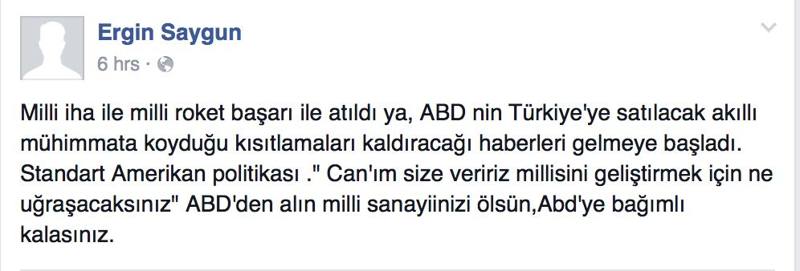 Ergin Saygun
6 hrs ·
Milli iha ile milli roket başarı ile atıldı ya, ABD nin Türkiye'ye satılacak akıllı
mühimmata koyduğu kısıtlamaları kaldıracağı haberleri gelmeye başladı.
Standart Amerikan politikası ." Can'ım size veririz millisini geliştirmek için ne
uğraşacaksınız" ABD'den alın milli sanayiinizi ölsün,Abd'ye bağımlı
kalasınız.